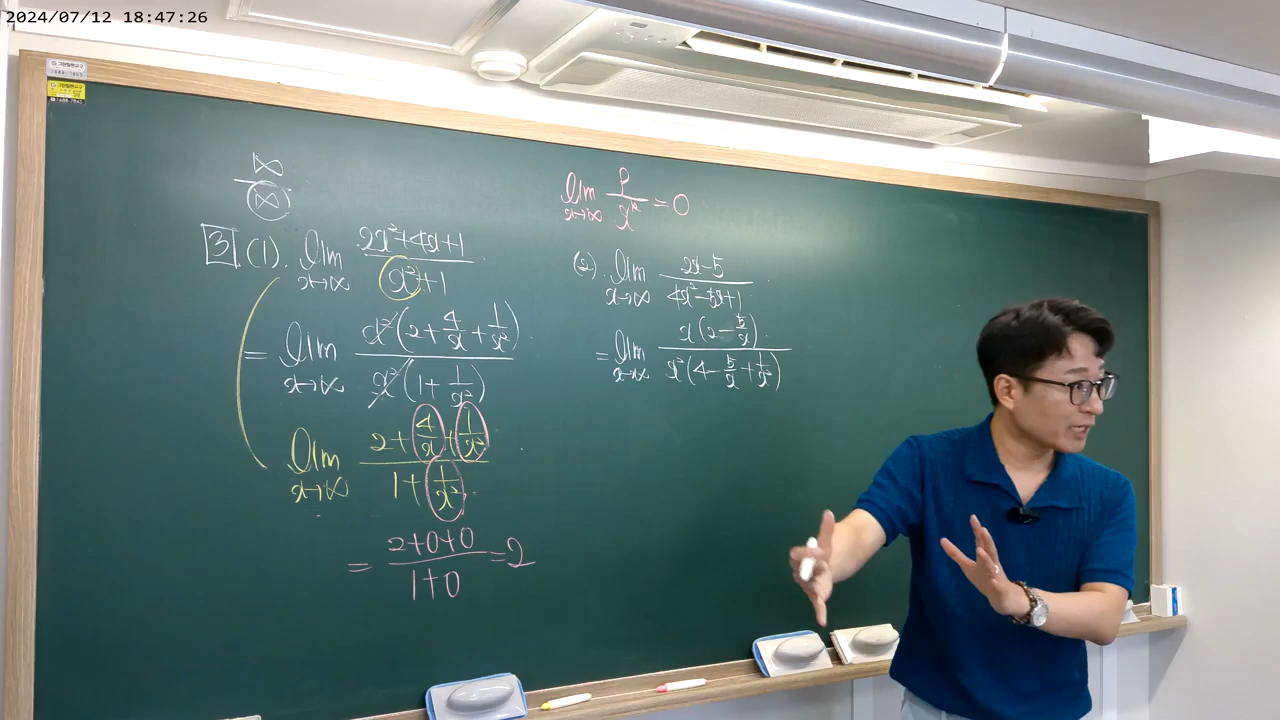 2024/07/12 18:47:26
∞/∞
lim x→∞ p/x^k = 0
3.(1). lim x→∞ (2x²+4x+1)/(x²+1)
= lim x→∞ x²(2+4/x+1/x²)/x²(1+1/x²)
lim x→∞ (2+4/x+1/x²)/(1+1/x²)
= (2+0+0)/(1+0) = 2
(2). lim x→∞ (2x-5)/(4x²-5x+1)
= lim x→∞ x(2-5/x)/x²(4-5/x+1/x²)